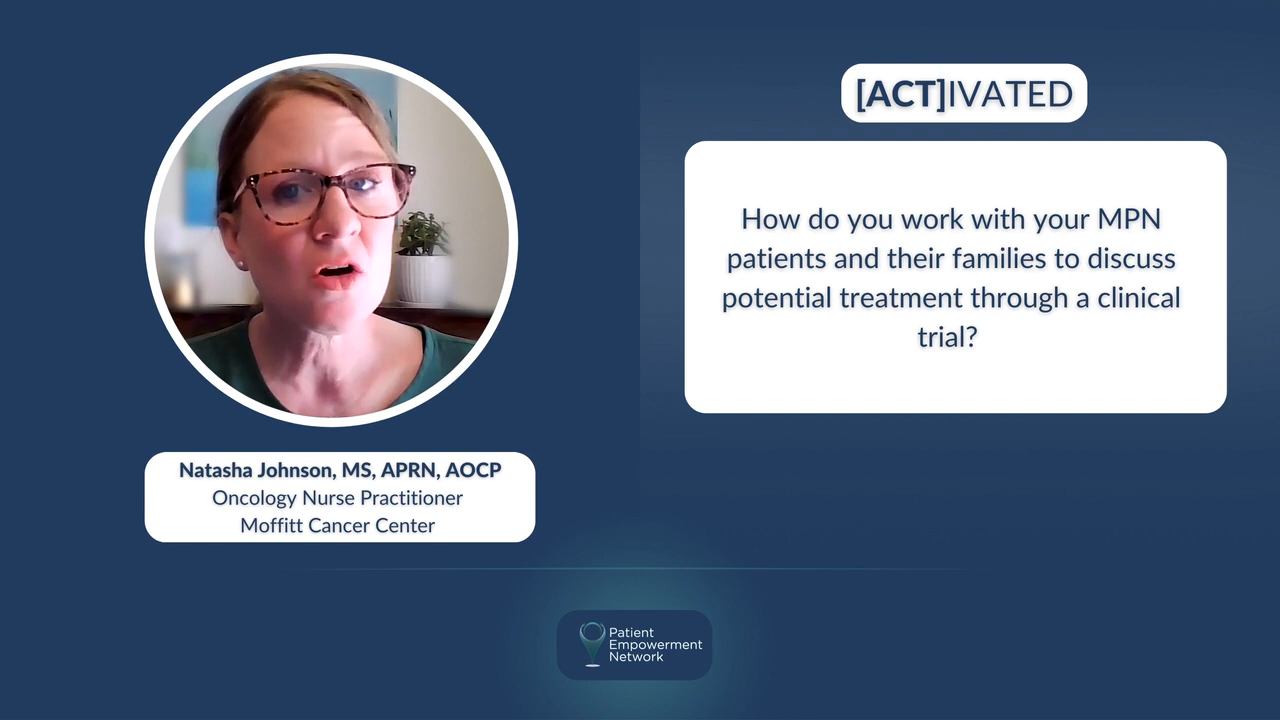 [ACT]IVATED
How do you work with your MPN
patients and their families to discuss
potential treatment through a clinical
trial?
Natasha Johnson, MS, APRN, AOCP
Oncology Nurse Practitioner
Moffitt Cancer Center
Patient
Empowerment
Network